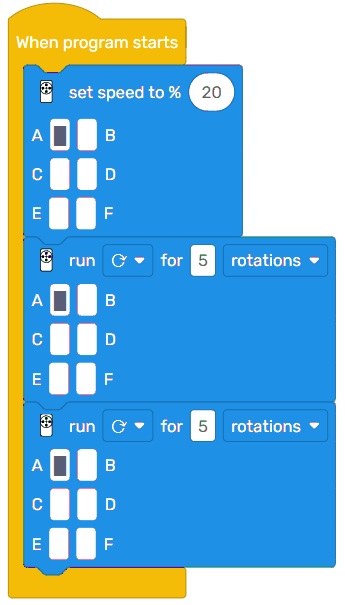 When program starts
set speed to % 20
A B
C D
E F
run for 5 rotations
A B
C D
E F
run for 5 rotations
A B
C D
E F